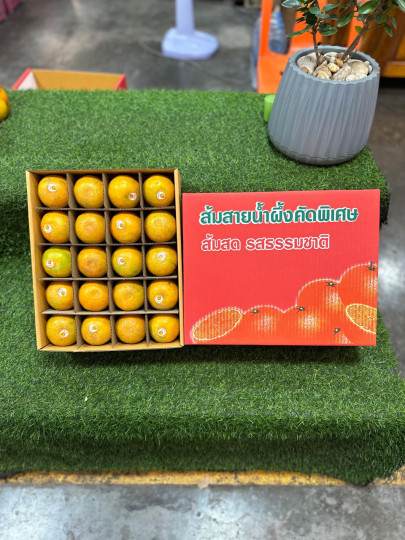 ส้มสายน้ำผึ้งคัดพิเศษ
ส้มสด รสธรรมชาติ